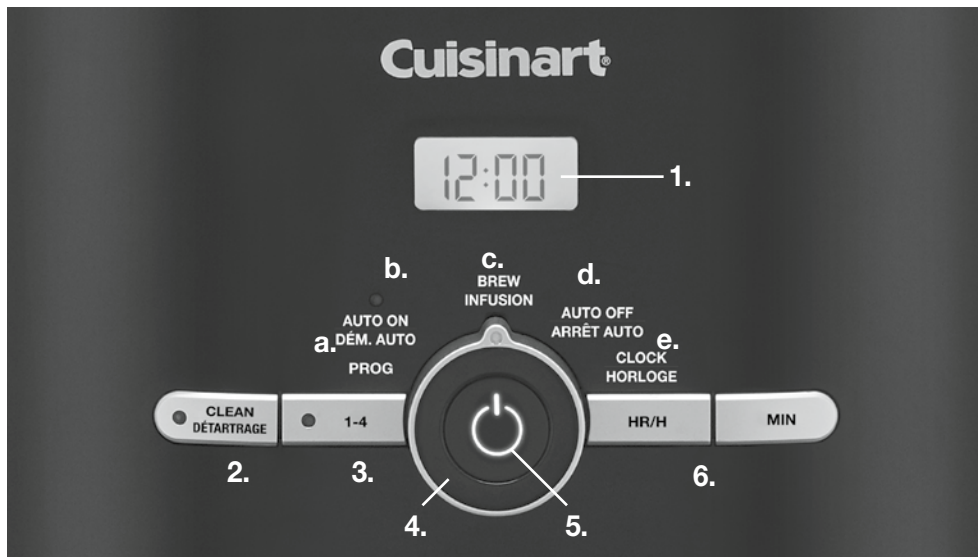 Cuisinart®
12:00
1.
c.
b.
d.
BREW
INFUSION
AUTO ON
DÉM. AUTO
AUTO OFF
ARRÊT AUTO
a.
e.
PROG
CLOCK
HORLOGE
CLEAN
DÉTARTRAGE
1-4
HR/H
MIN
2.
3.
6.
4.
5.